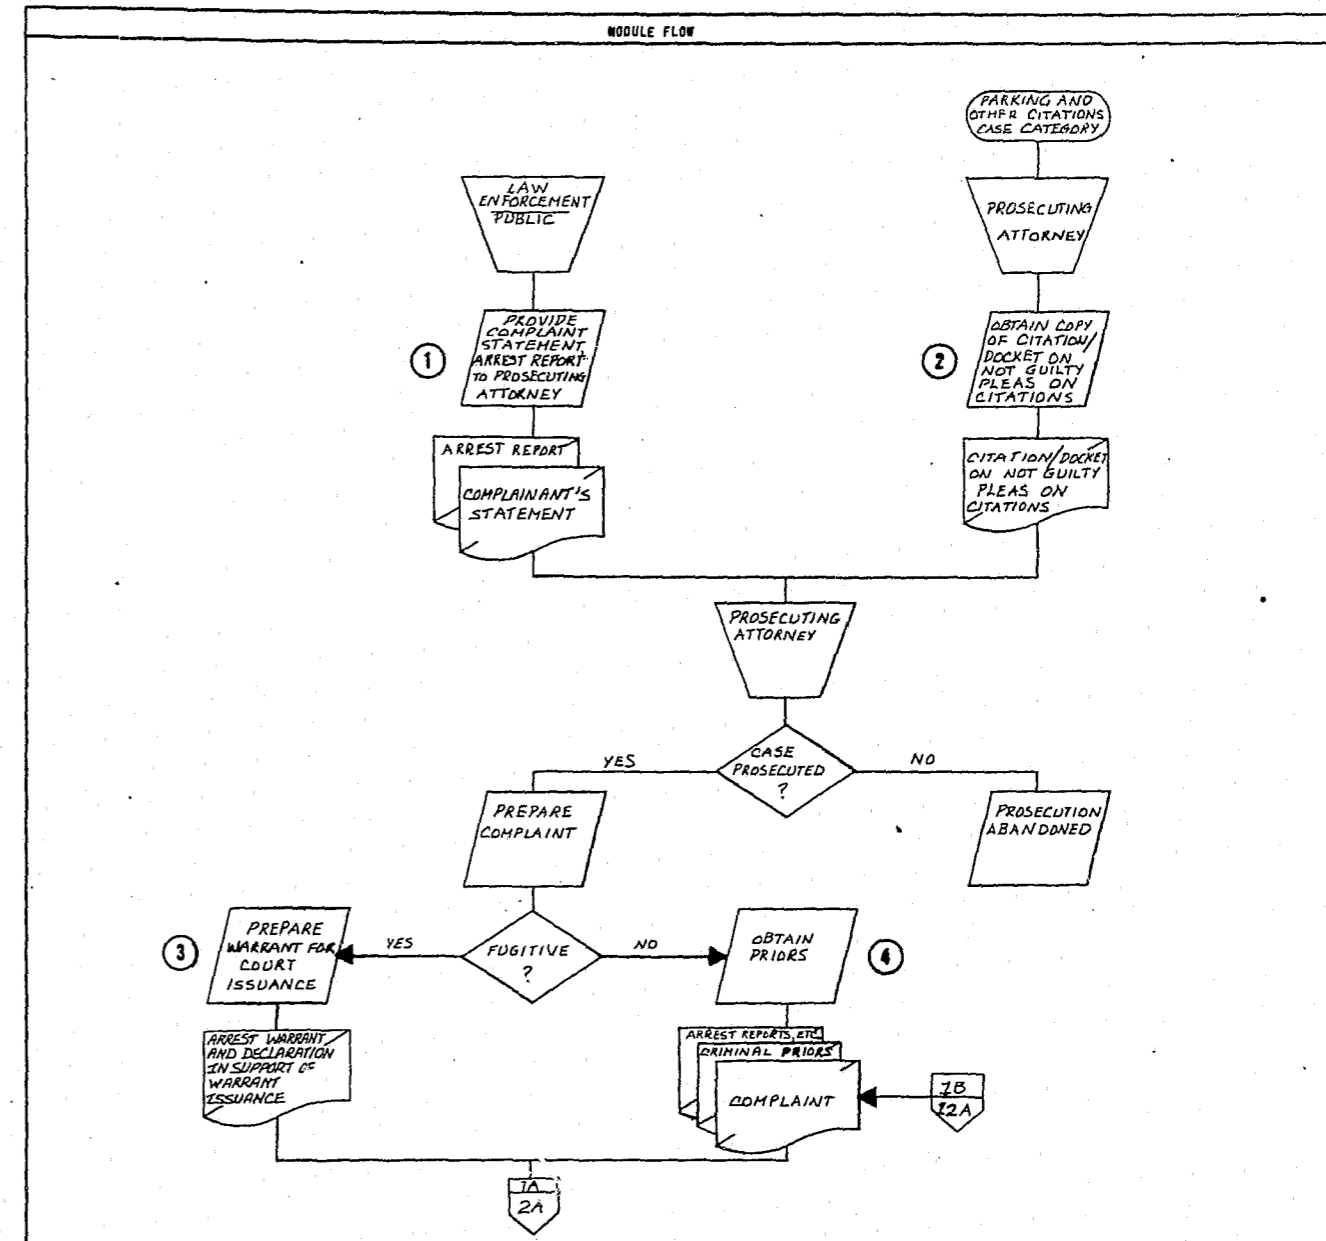 MODULE FLOW
PARKING AND
OTHER CITATIONS
CASE CATEGORY
LAW
ENFORCEMENT
PUBLIC
PROSECUTING
ATTORNEY
1
PROVIDE
COMPLAINT
STATEMENT,
ARREST REPORT
TO PROSECUTING
ATTORNEY
2
OBTAIN COPY
OF CITATION/
DOCKET ON
NOT GUILTY
PLEAS ON
CITATIONS
ARREST REPORT
COMPLAINANT'S
STATEMENT
CITATION/DOCKET
ON NOT GUILTY
PLEAS ON
CITATIONS
PROSECUTING
ATTORNEY
CASE
PROSECUTED
?
YES
NO
PREPARE
COMPLAINT
PROSECUTION
ABANDONED
3
PREPARE
WARRANT FOR
COURT
ISSUANCE
YES
FUGITIVE
?
NO
OBTAIN
PRIORS
4
ARREST WARRANT
AND DECLARATION
IN SUPPORT OF
WARRANT
ISSUANCE
ARREST REPORTS, ETC.
CRIMINAL PRIORS
COMPLAINT
1B
12A
1A
2A